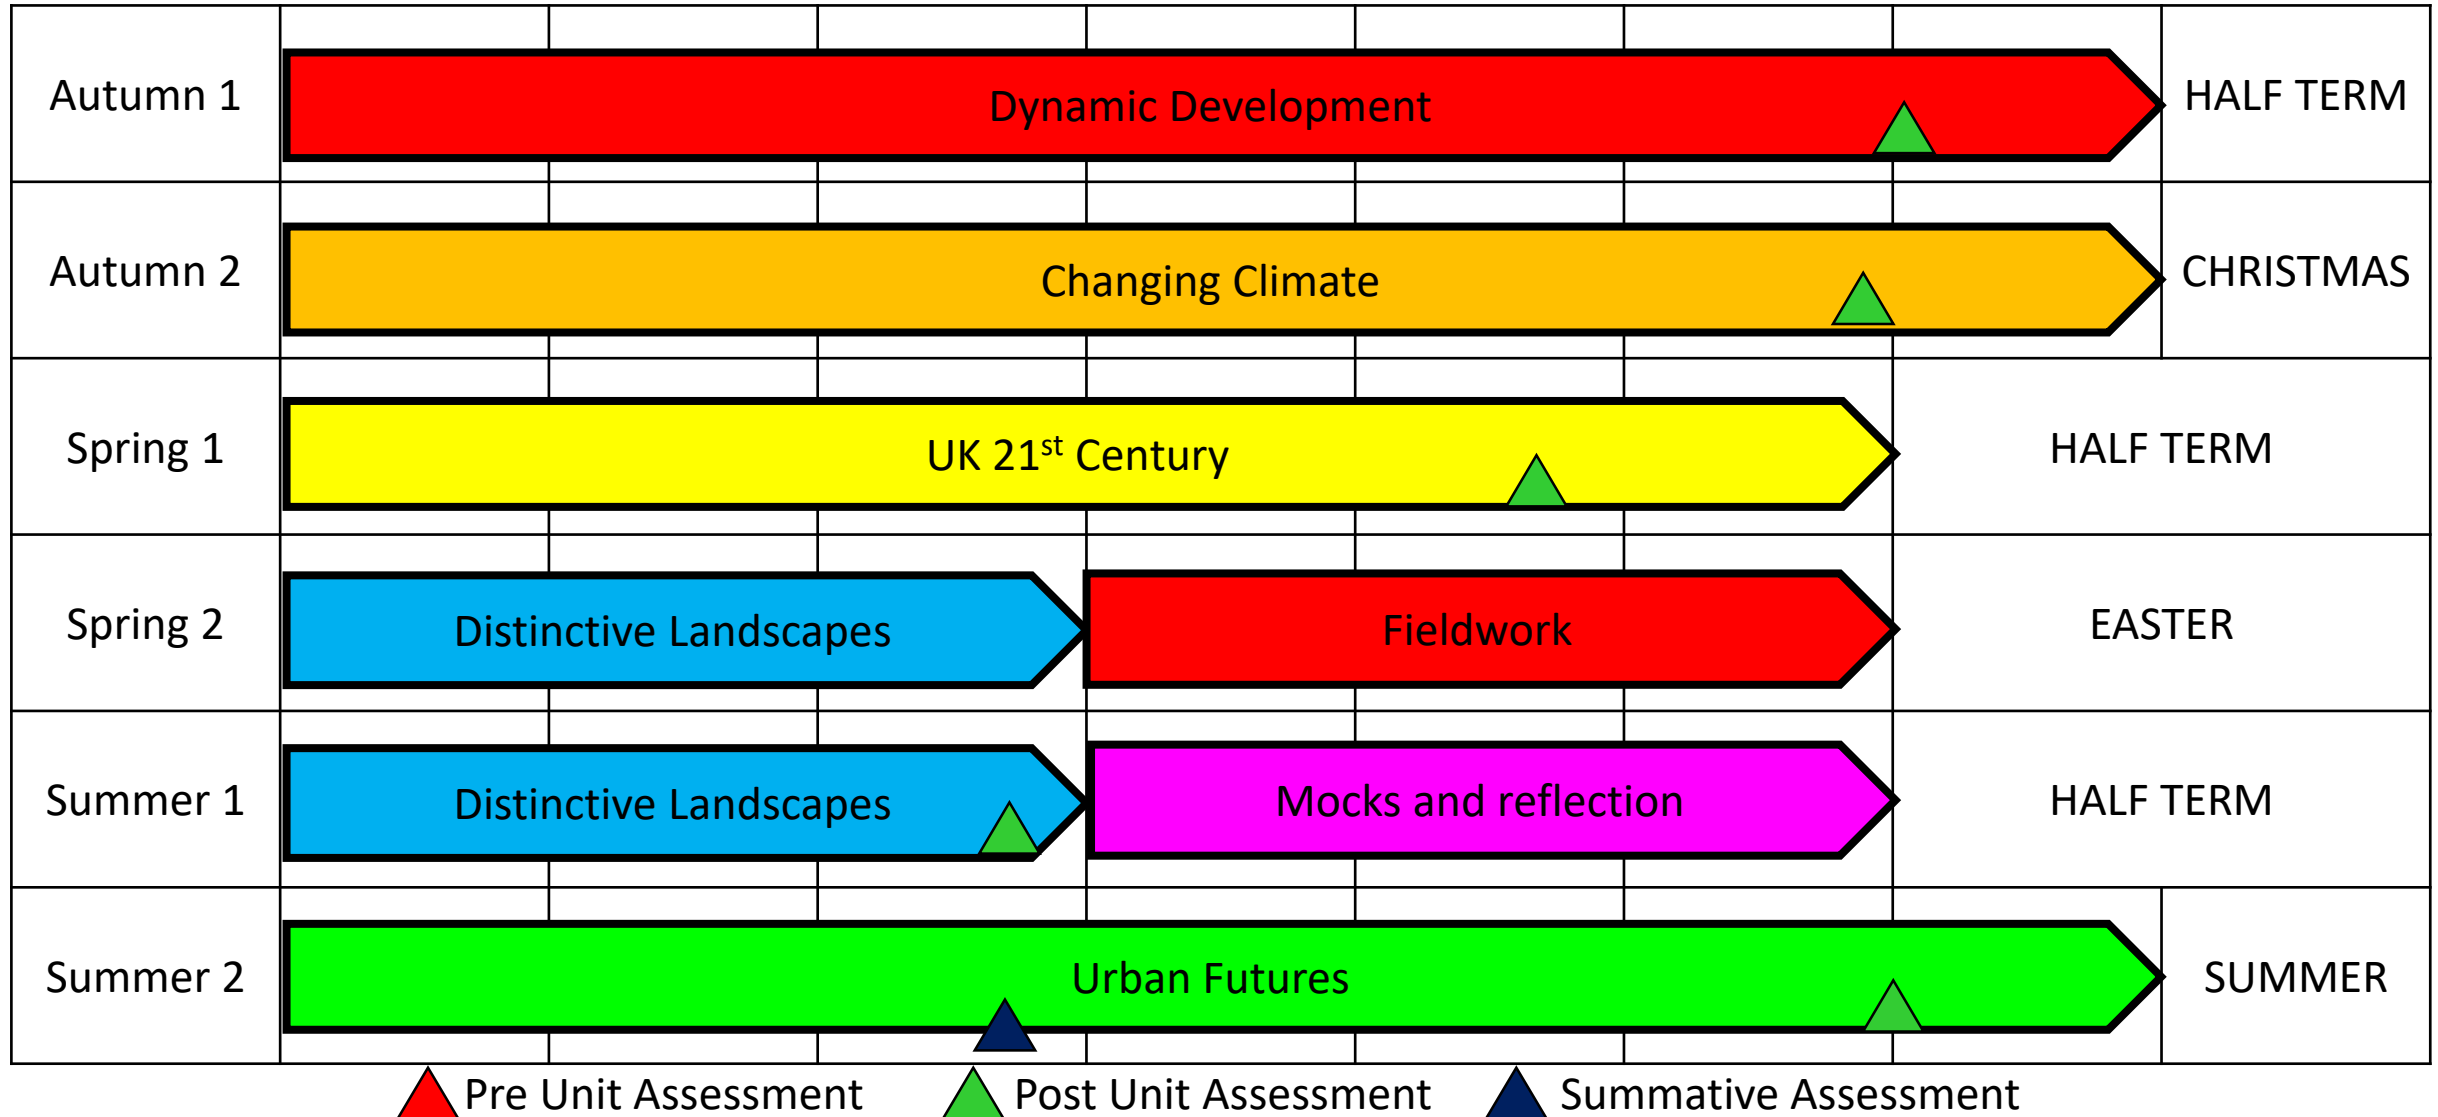 Autumn 1
Dynamic Development
HALF TERM
Autumn 2
Changing Climate
CHRISTMAS
Spring 1
UK 21st Century
HALF TERM
Spring 2
Distinctive Landscapes
Fieldwork
EASTER
Summer 1
Distinctive Landscapes
Mocks and reflection
HALF TERM
Summer 2
Urban Futures
SUMMER
Pre Unit Assessment
Post Unit Assessment
Summative Assessment